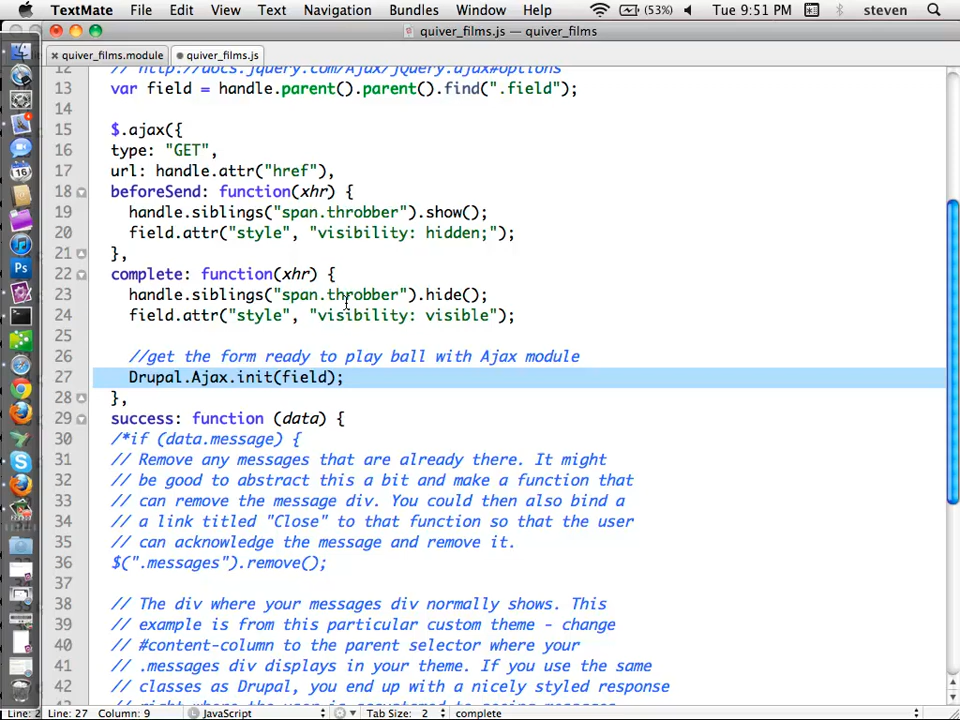 TextMate File Edit View Text Navigation Bundles Window Help (53%) Tue 9:51 PM steven
quiver_films.js — quiver_films
quiver_films.module quiver_films.js
12 // http://docs.jquery.com/Ajax/jQuery.ajax#options
13 var field = handle.parent().parent().find(".field");
14
15 $.ajax({
16 type: "GET",
17 url: handle.attr("href"),
18 beforeSend: function(xhr) {
19 handle.siblings("span.throbber").show();
20 field.attr("style", "visibility: hidden;");
21 },
22 complete: function(xhr) {
23 handle.siblings("span.throbber").hide();
24 field.attr("style", "visibility: visible");
25
26 //get the form ready to play ball with Ajax module
27 Drupal.Ajax.init(field);
28 },
29 success: function (data) {
30 /*if (data.message) {
31 // Remove any messages that are already there. It might
32 // be good to abstract this a bit and make a function that
33 // can remove the message div. You could then also bind a
34 // a link titled "Close" to that function so that the user
35 // can acknowledge the message and remove it.
36 $(".messages").remove();
37
38 // The div where your messages div normally shows. This
39 // example is from this particular custom theme - change
40 // #content-column to the parent selector where your
41 // .messages div displays in your theme. If you use the same
42 // classes as Drupal, you end up with a nicely styled response
Line: 27 Column: 9 JavaScript Tab Size: 2 complete